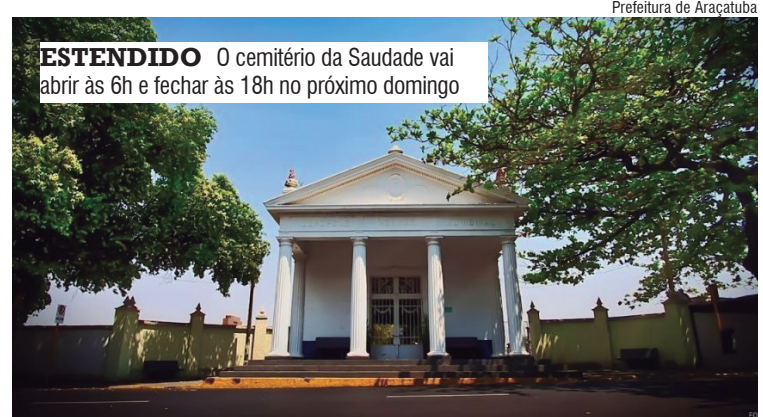 Prefeitura de Araçatuba
ESTENDIDO O cemitério da Saudade vai
abrir às 6h e fechar às 18h no próximo domingo